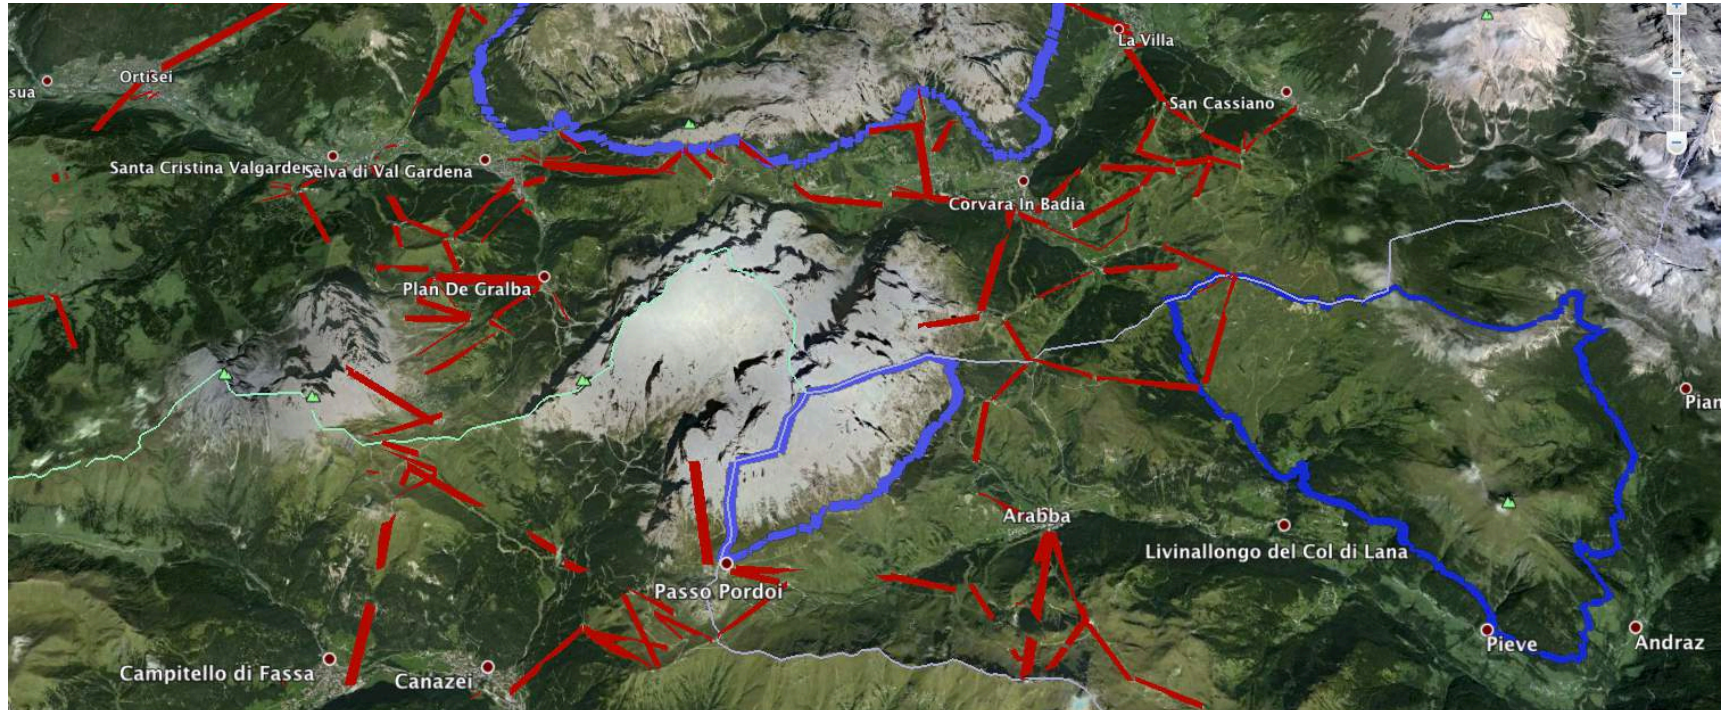 La Villa
Ortisei
sua
San Cassiano
Santa Cristina Valgardena
Selva di Val Gardena
Corvara In Badia
Plan De Gralba
Pian
Arabba
Livinallongo del Col di Lana
Passo Pordoi
Pieve
Andraz
Campitello di Fassa
Canazei